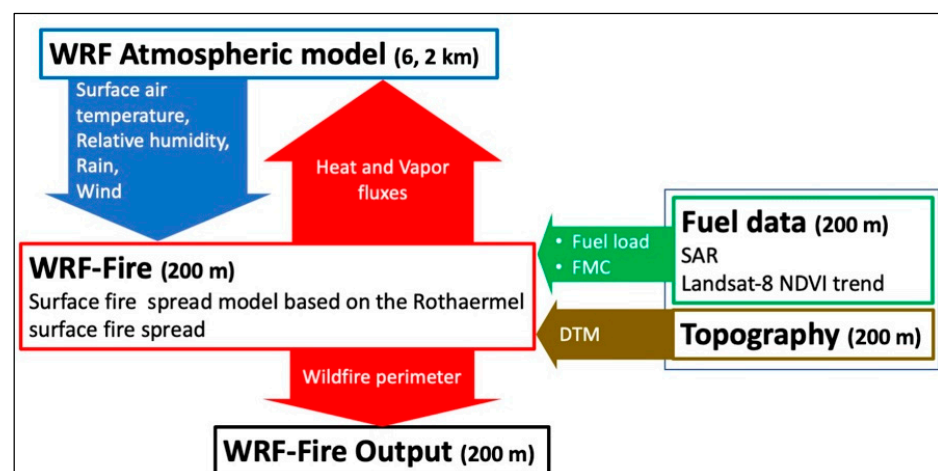 WRF Atmospheric model (6, 2 km)
Surface air
temperature,
Relative humidity,
Rain,
Wind
Heat and Vapor
fluxes
Fuel data (200 m)
SAR
Landsat-8 NDVI trend
• Fuel load
• FMC
WRF-Fire (200 m)
Surface fire spread model based on the Rothaermel
surface fire spread
DTM
Topography (200 m)
Wildfire perimeter
WRF-Fire Output (200 m)